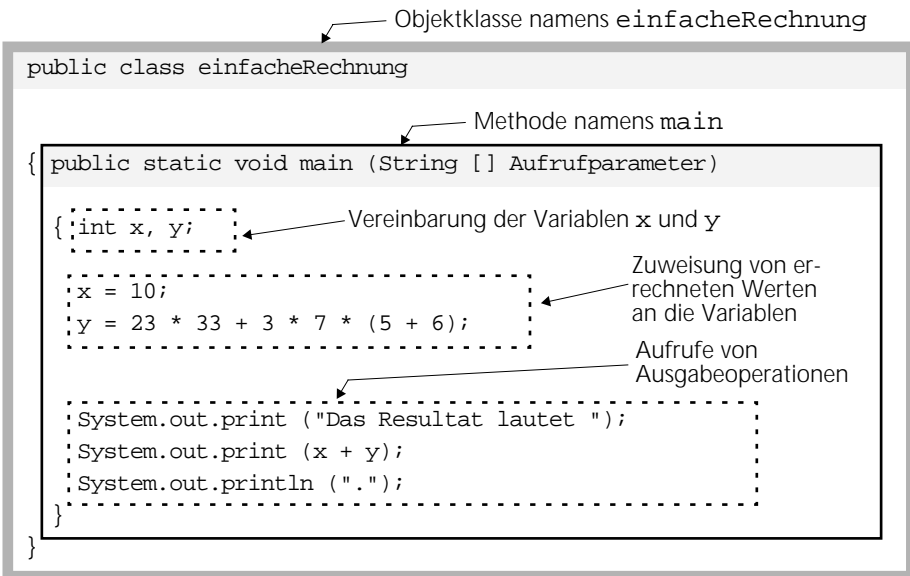 Objektklasse namens einfacheRechnung
public class einfacheRechnung
Methode namens main
{ public static void main (String [] Aufrufparameter)
{ int x, y;
Vereinbarung der Variablen x und y
Zuweisung von er-
rechneten Werten
an die Variablen
x = 10;
y = 23 * 33 + 3 * 7 * (5 + 6);
Aufrufe von
Ausgabeoperationen
System.out.print ("Das Resultat lautet ");
System.out.print (x + y);
System.out.println (".");
}
}